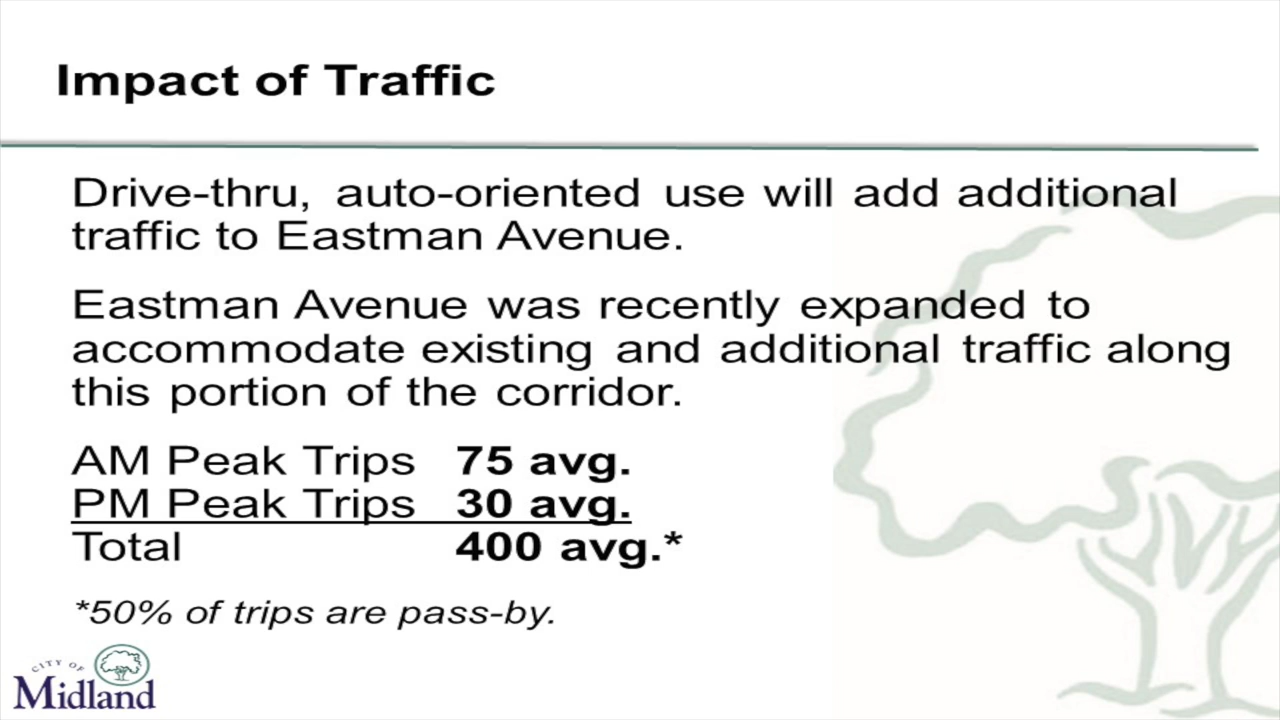 Impact of Traffic
Drive-thru, auto-oriented use will add additional
traffic to Eastman Avenue.
Eastman Avenue was recently expanded to
accommodate existing and additional traffic along
this portion of the corridor.
AM Peak Trips 75 avg.
PM Peak Trips 30 avg.
Total 400 avg.*
*50% of trips are pass-by.
CITY OF
Midland